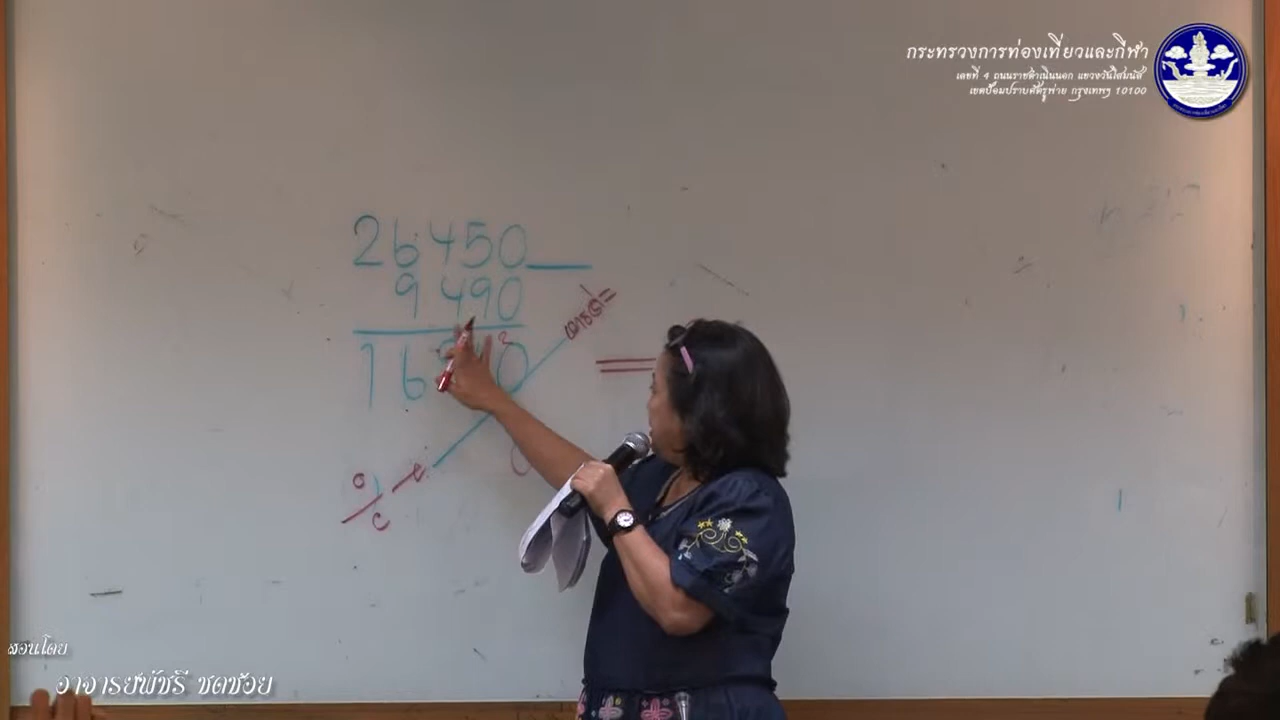 กระทรวงการท่องเที่ยวและกีฬา
เลขที่ 4 ถนนราชดำเนินนอก แขวงวัดโสมนัส
เขตป้อมปราบศัตรูพ่าย กรุงเทพฯ 10100
26450
9490
16 0
สอนโดย
อาจารย์พัชรี ชดช้อย